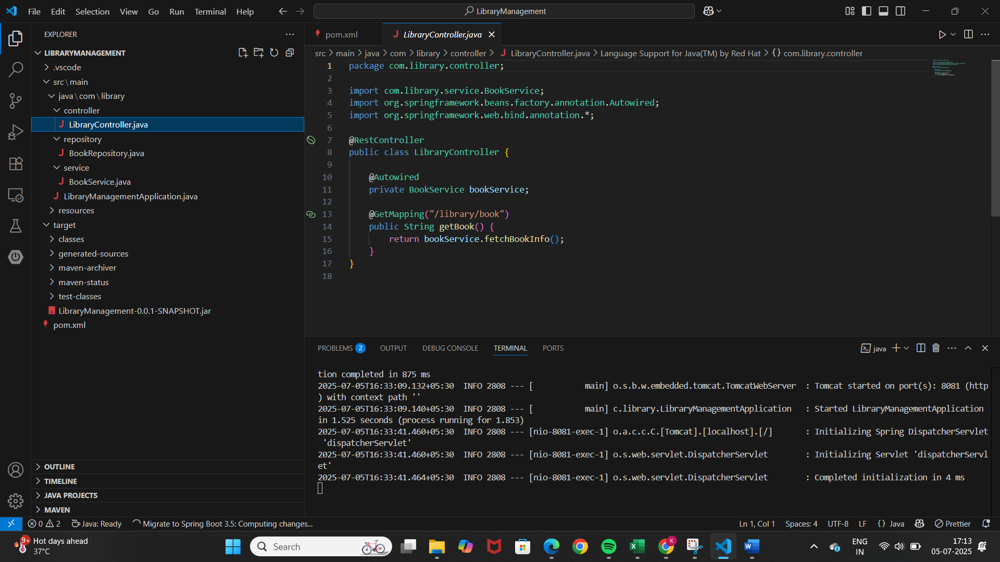 File Edit Selection View Go Run Terminal Help
LibraryManagement
EXPLORER
LIBRARYMANAGEMENT
.vscode
src\main
java\com\library
controller
LibraryController.java
repository
BookRepository.java
service
BookService.java
LibraryManagementApplication.java
resources
target
classes
generated-sources
maven-archiver
maven-status
test-classes
LibraryManagement-0.0.1-SNAPSHOT.jar
pom.xml
OUTLINE
TIMELINE
JAVA PROJECTS
MAVEN
pom.xml
LibraryController.java
src > main > java > com > library > controller > LibraryController.java > Language Support for Java(TM) by Red Hat > {} com.library.controller
1 package com.library.controller;
2
3 import com.library.service.BookService;
4 import org.springframework.beans.factory.annotation.Autowired;
5 import org.springframework.web.bind.annotation.*;
6
7 @RestController
8 public class LibraryController {
9
10 @Autowired
11 private BookService bookService;
12
13 @GetMapping("/library/book")
14 public String getBook() {
15 return bookService.fetchBookInfo();
16 }
17 }
18
PROBLEMS 2 OUTPUT DEBUG CONSOLE TERMINAL PORTS
java
tion completed in 875 ms
2025-07-05T16:33:09.132+05:30  INFO 2808 --- [           main] o.s.b.w.embedded.tomcat.TomcatWebServer  : Tomcat started on port(s): 8081 (http
) with context path ''
2025-07-05T16:33:09.140+05:30  INFO 2808 --- [           main] c.library.LibraryManagementApplication   : Started LibraryManagementApplication
in 1.525 seconds (process running for 1.853)
2025-07-05T16:33:41.460+05:30  INFO 2808 --- [nio-8081-exec-1] o.a.c.c.C.[Tomcat].[localhost].[/]       : Initializing Spring DispatcherServlet
'dispatcherServlet'
2025-07-05T16:33:41.460+05:30  INFO 2808 --- [nio-8081-exec-1] o.s.web.servlet.DispatcherServlet        : Initializing Servlet 'dispatcherServl
et'
2025-07-05T16:33:41.464+05:30  INFO 2808 --- [nio-8081-exec-1] o.s.web.servlet.DispatcherServlet        : Completed initialization in 4 ms
0 2 Java: Ready Migrate to Spring Boot 3.5: Computing changes...
Ln 1, Col 1 Spaces: 4 UTF-8 LF {} Java Prettier
9+ Hot days ahead
37°C
Search
K
W
ENG
IN
17:13
05-07-2025